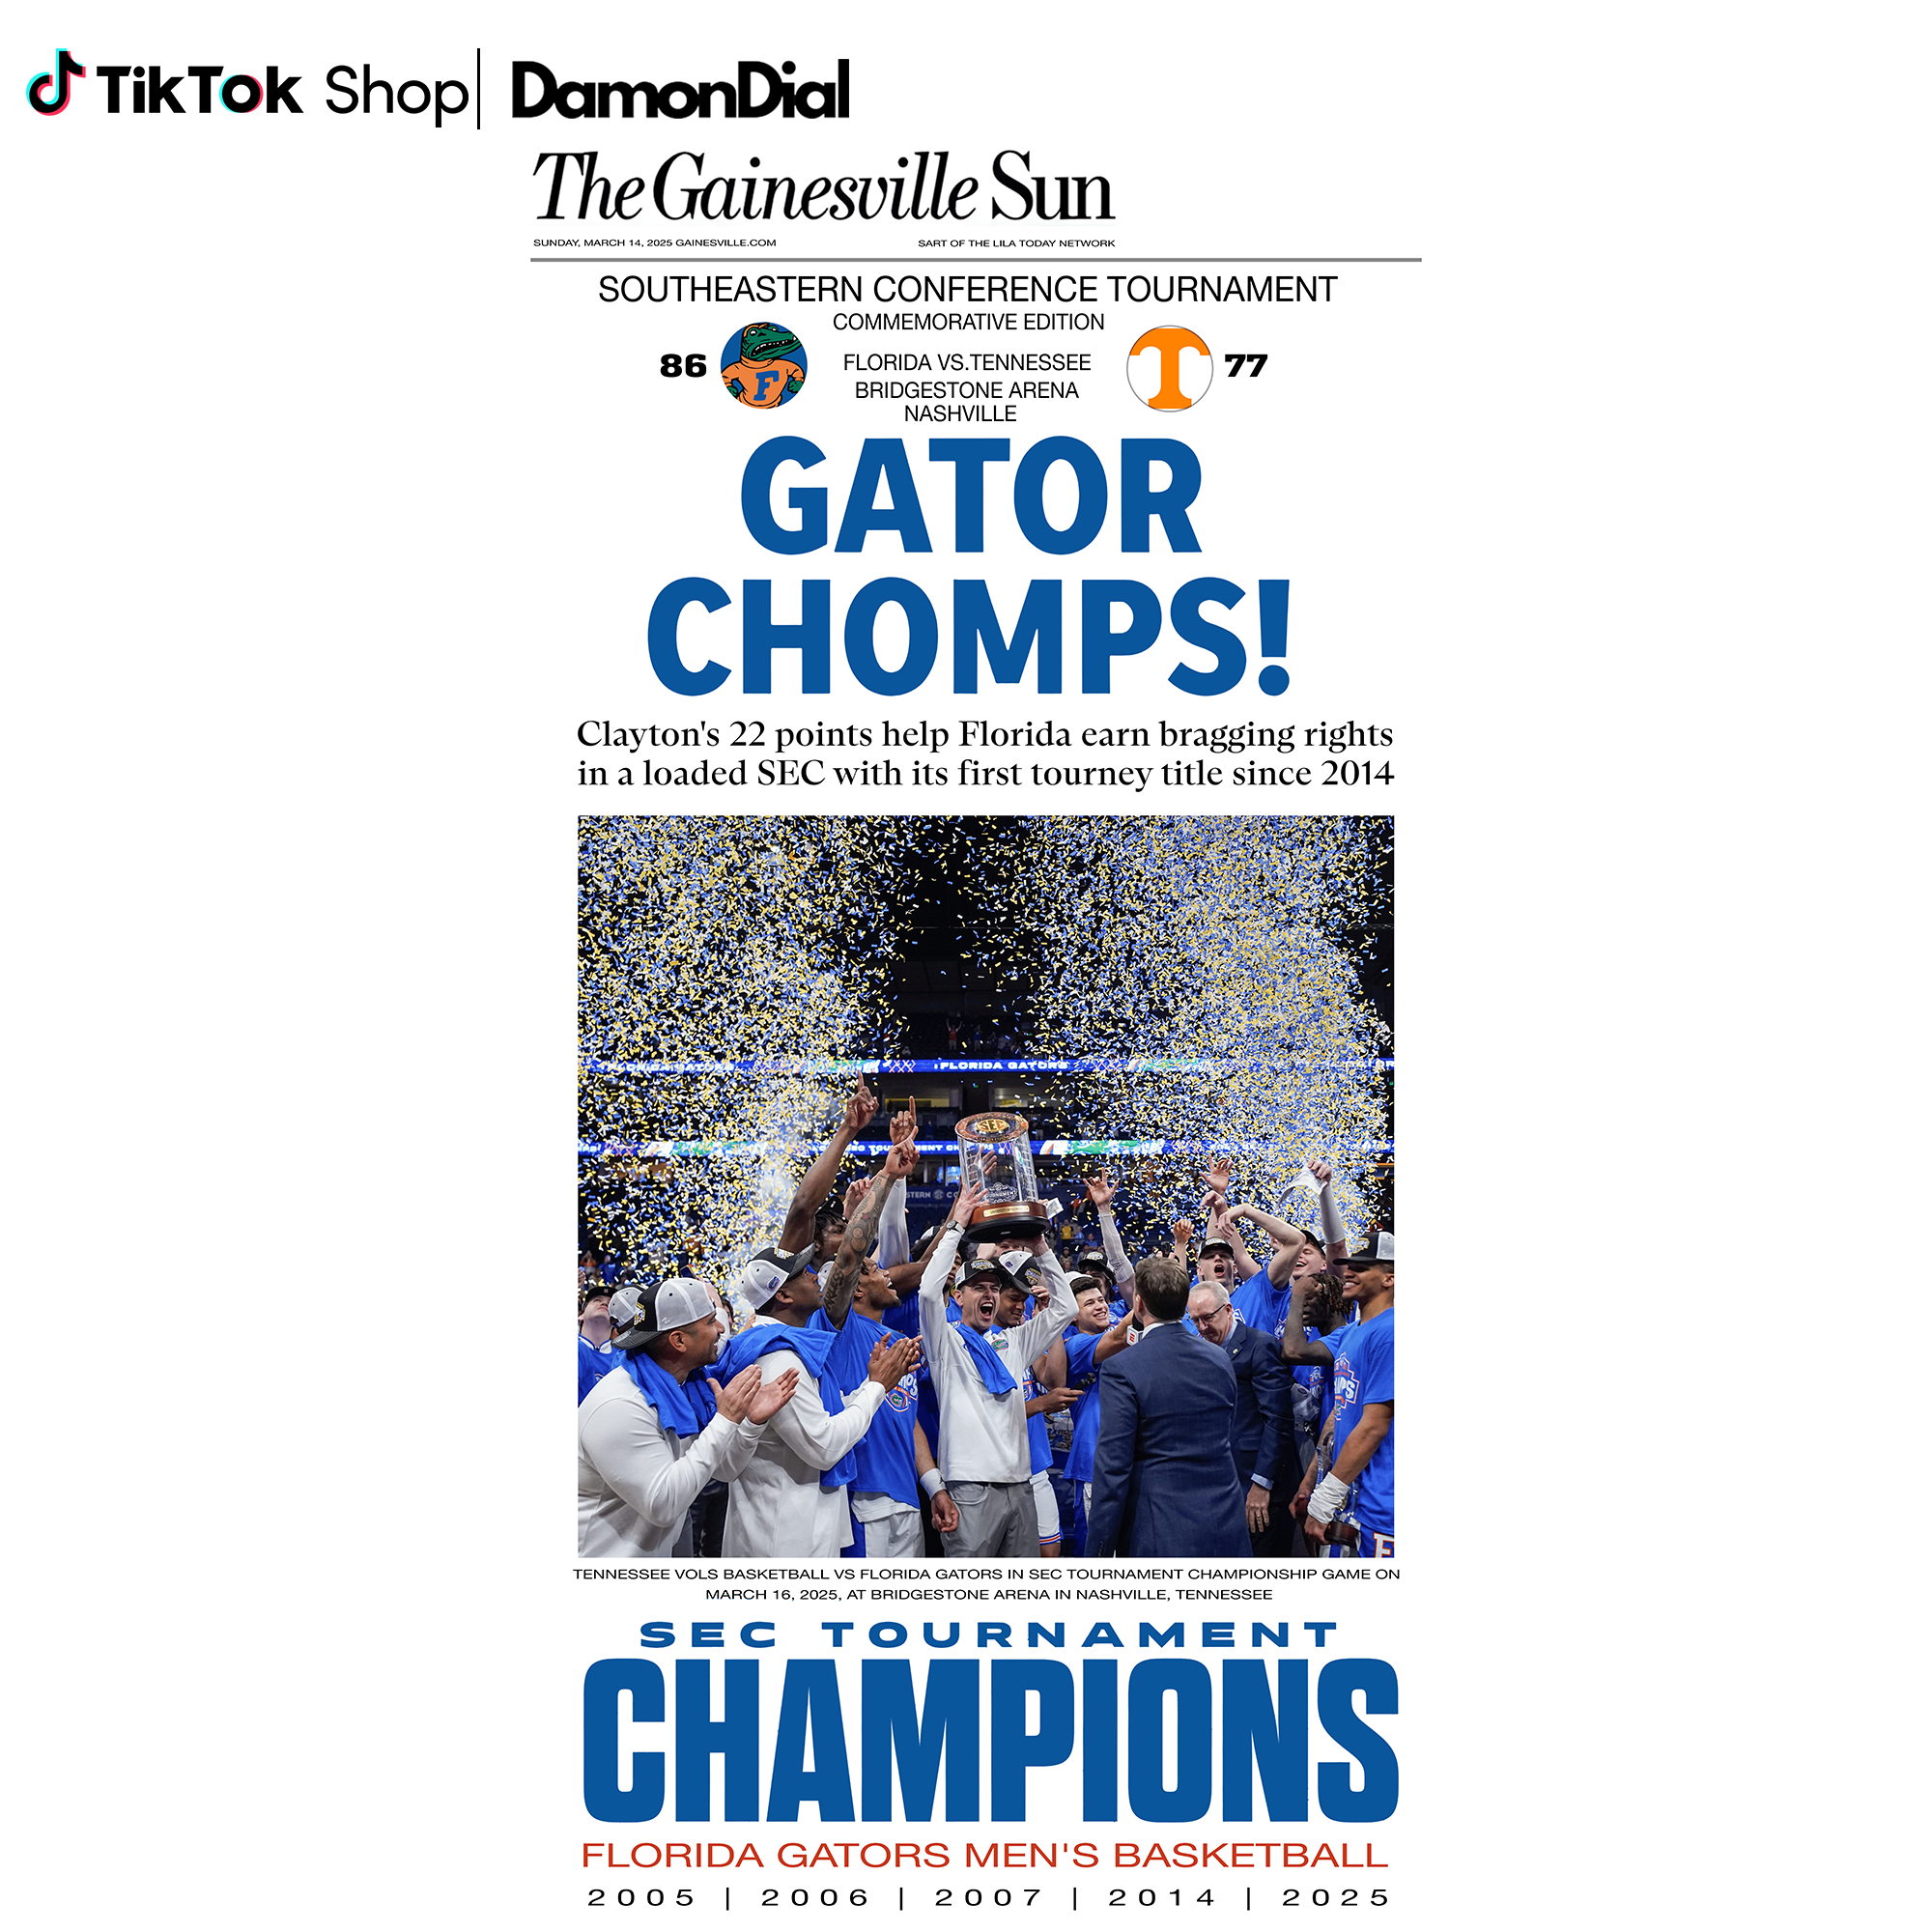 TikTok Shop | DamonDial
The Gainesville Sun
SUNDAY, MARCH 14, 2025 GAINESVILLE.COM SART OF THE LILA TODAY NETWORK
SOUTHEASTERN CONFERENCE TOURNAMENT
COMMEMORATIVE EDITION
86 F FLORIDA VS.TENNESSEE T 77
BRIDGESTONE ARENA
NASHVILLE
GATOR
CHOMPS!
Clayton's 22 points help Florida earn bragging rights
in a loaded SEC with its first tourney title since 2014
FLORIDA GATORS
SEC
TENNESSEE VOLS BASKETBALL VS FLORIDA GATORS IN SEC TOURNAMENT CHAMPIONSHIP GAME ON
MARCH 16, 2025, AT BRIDGESTONE ARENA IN NASHVILLE, TENNESSEE
SEC TOURNAMENT
CHAMPIONS
FLORIDA GATORS MEN'S BASKETBALL
2005 | 2006 | 2007 | 2014 | 2025